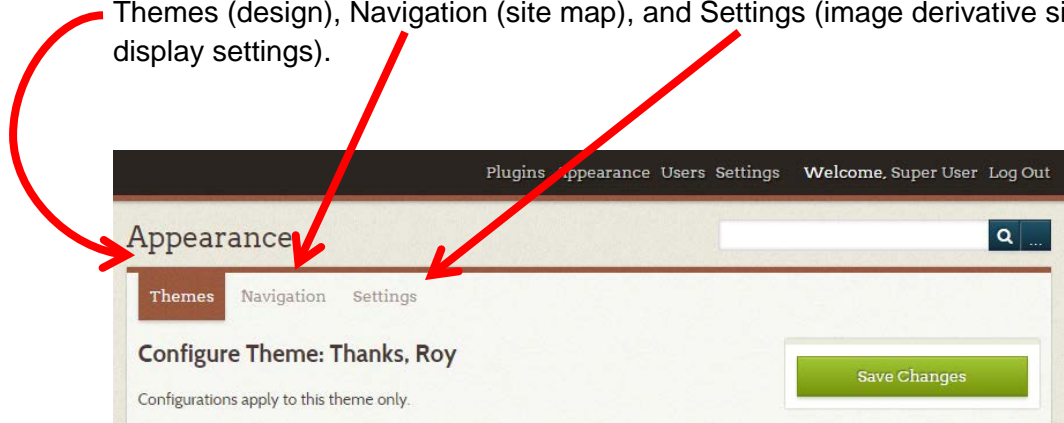 Themes (design), Navigation (site map), and Settings (image derivative si
display settings).
Plugins Appearance Users Settings Welcome, Super User Log Out
Appearance
...
Themes Navigation Settings
Configure Theme: Thanks, Roy
Save Changes
Configurations apply to this theme only.